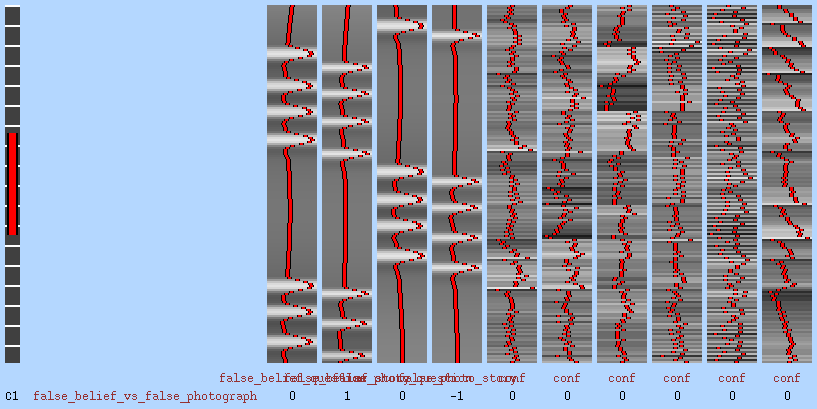 conf conf conf conf conf conf
C1 false_belief_vs_false_photograph 0 1 0 -1 0 0 0 0 0 0